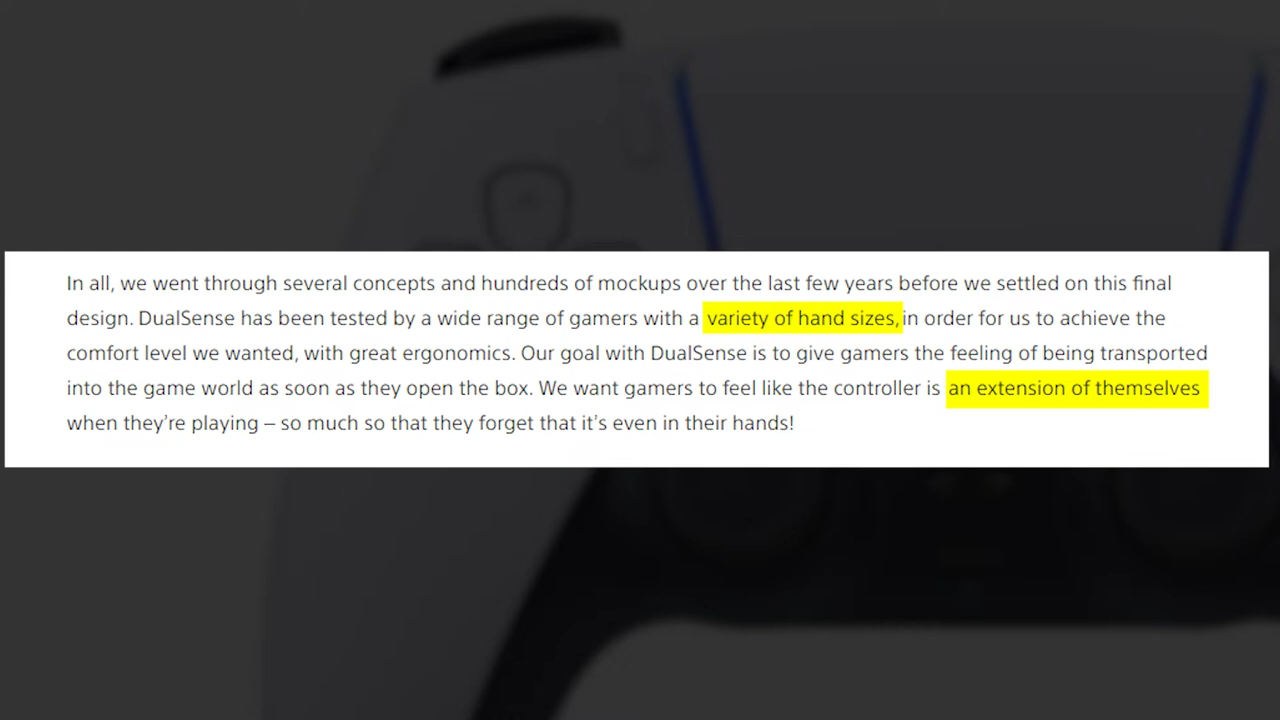 In all, we went through several concepts and hundreds of mockups over the last few years before we settled on this final
design. DualSense has been tested by a wide range of gamers with a variety of hand sizes, in order for us to achieve the
comfort level we wanted, with great ergonomics. Our goal with DualSense is to give gamers the feeling of being transported
into the game world as soon as they open the box. We want gamers to feel like the controller is an extension of themselves
when they’re playing – so much so that they forget that it’s even in their hands!